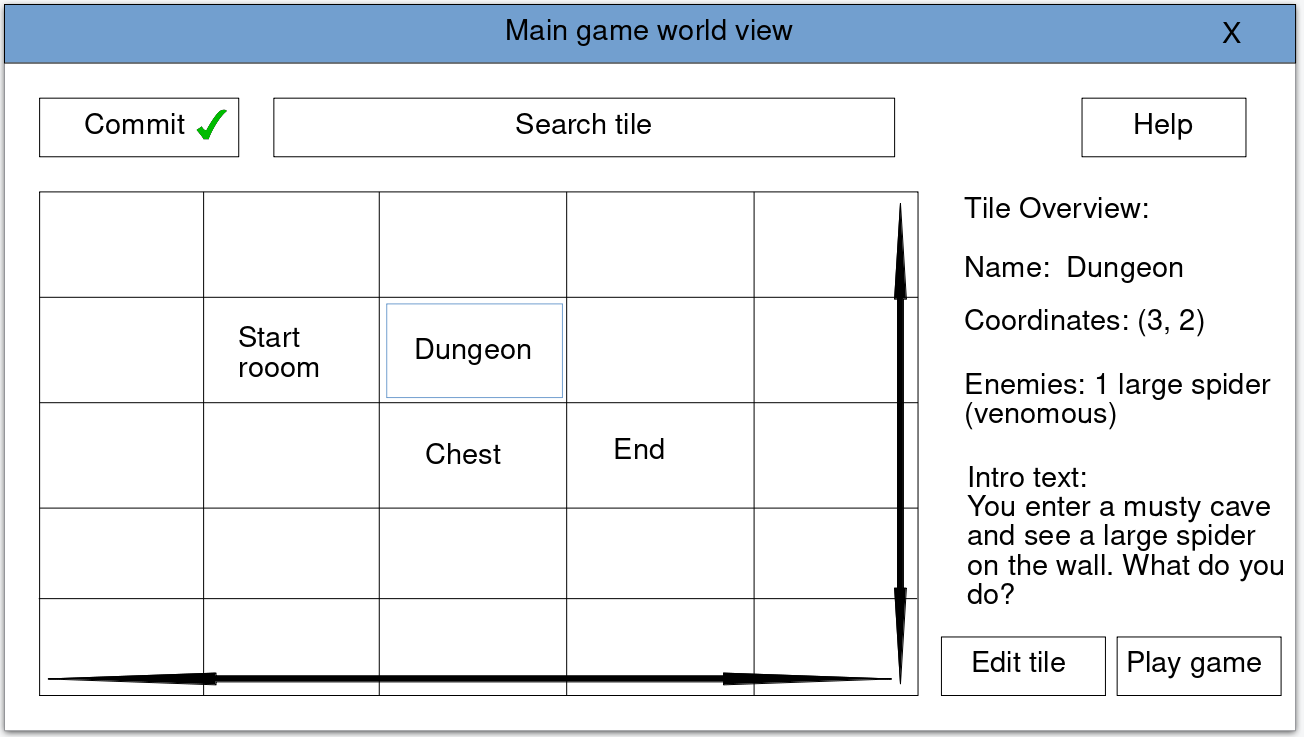 Main game world view
X
Commit
Search tile
Help
Start
rooom
Dungeon
Chest
End
Tile Overview:
Name: Dungeon
Coordinates: (3, 2)
Enemies: 1 large spider
(venomous)
Intro text:
You enter a musty cave
and see a large spider
on the wall. What do you
do?
Edit tile
Play game